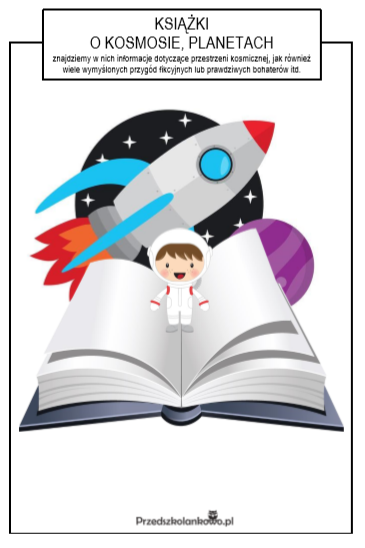 KSIĄŻKI
O KOSMOSIE, PLANETACH
znajdziemy w nich informacje dotyczące przestrzeni kosmicznej, jak również
wiele wymyślonych przygód fikcyjnych lub prawdziwych bohaterów itd.
Przedszkolankowo.pl